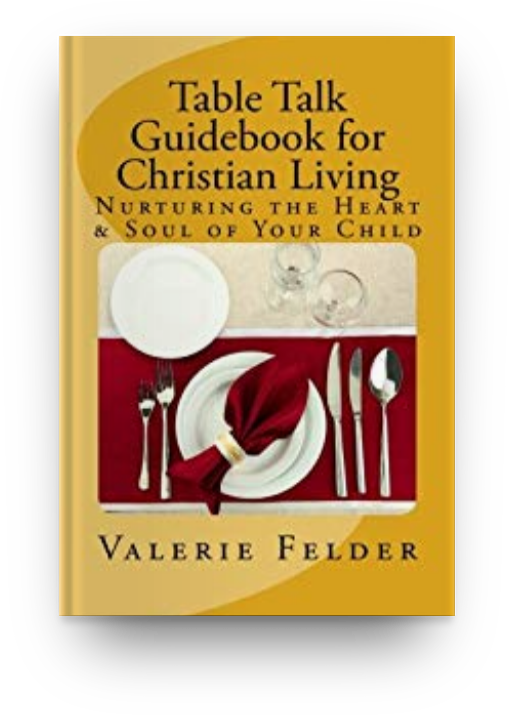 Table Talk
Guidebook for
Christian Living
Nurturing the Heart
& Soul of Your Child
Valerie Felder